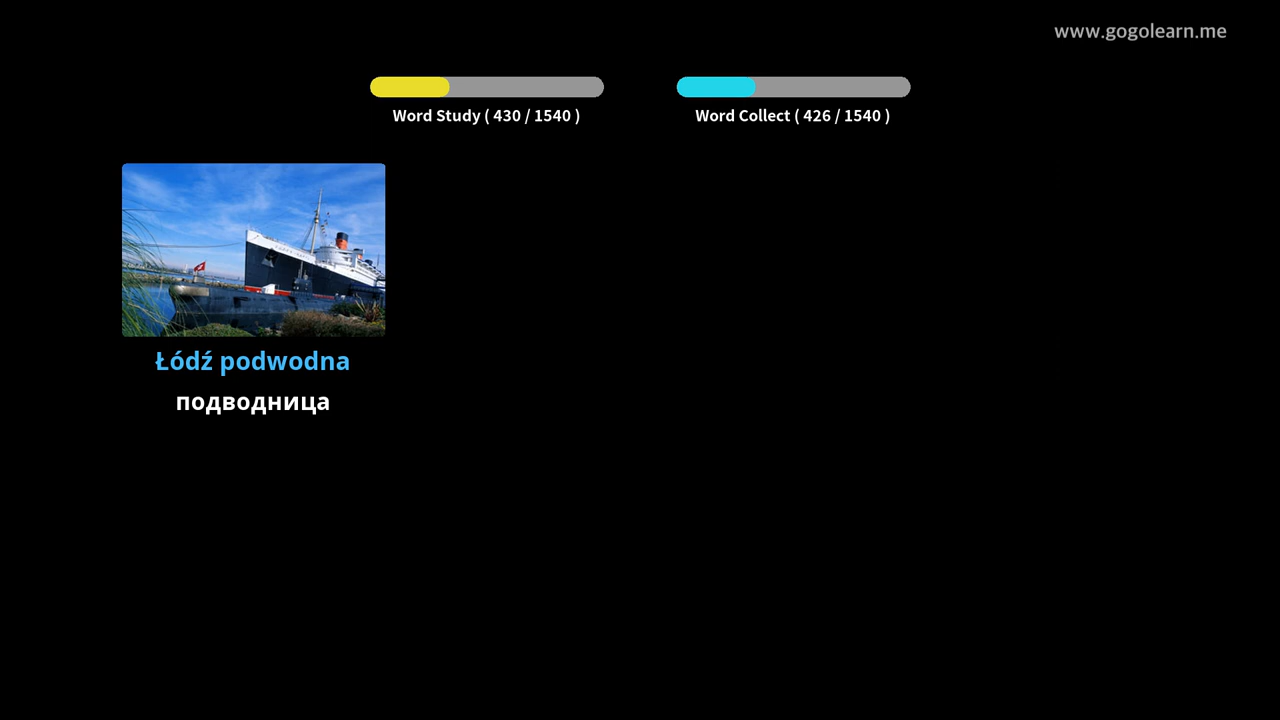 www.gogolearn.me
Word Study ( 430 / 1540 )
Word Collect ( 426 / 1540 )
Łódź podwodna
подводница